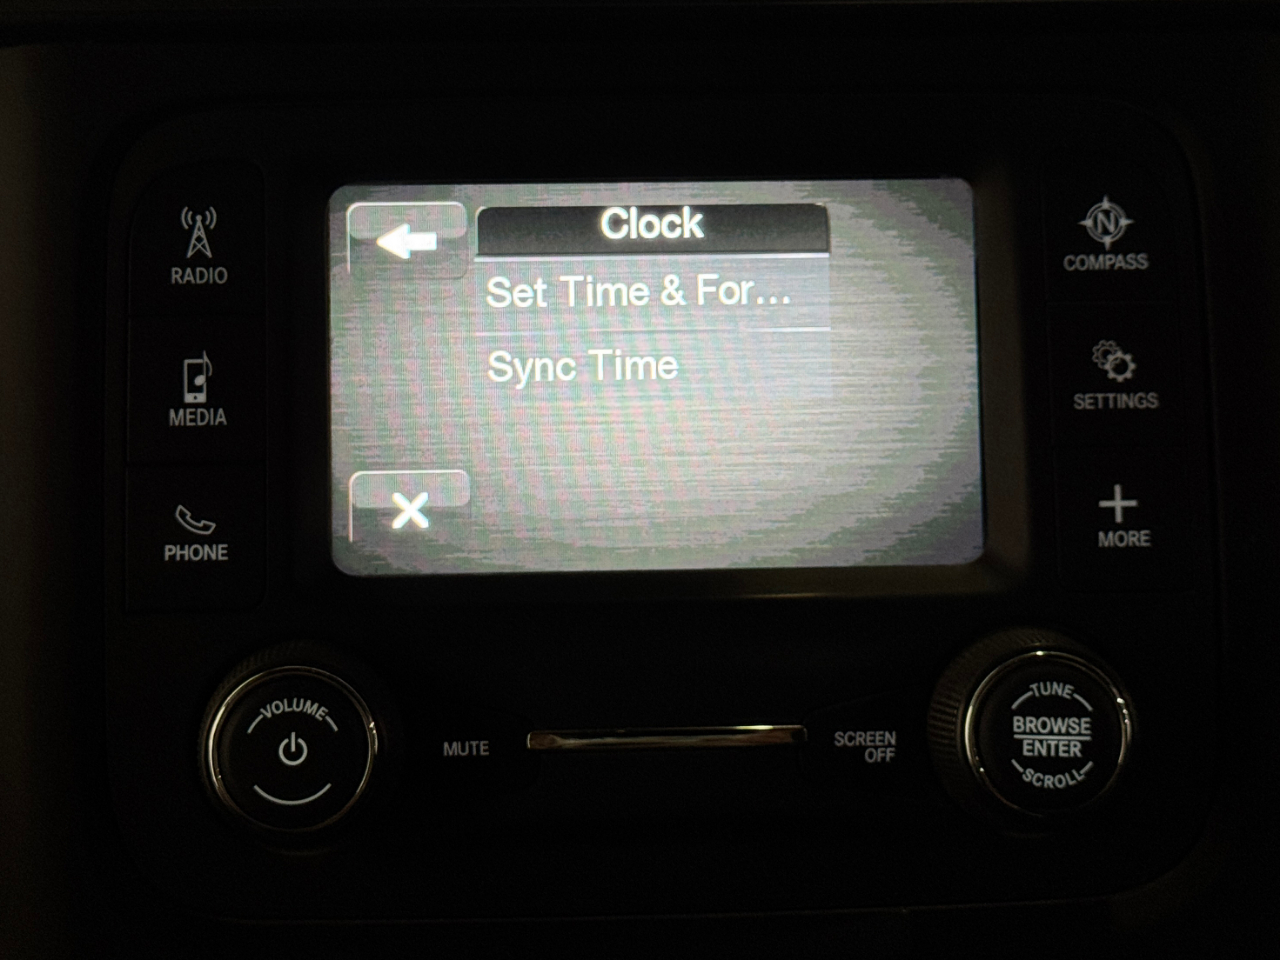 RADIO
MEDIA
PHONE
Clock
Set Time & For...
Sync Time
N
COMPASS
SETTINGS
MORE
VOLUME
MUTE
SCREEN
OFF
TUNE
BROWSE
ENTER
SCROLL